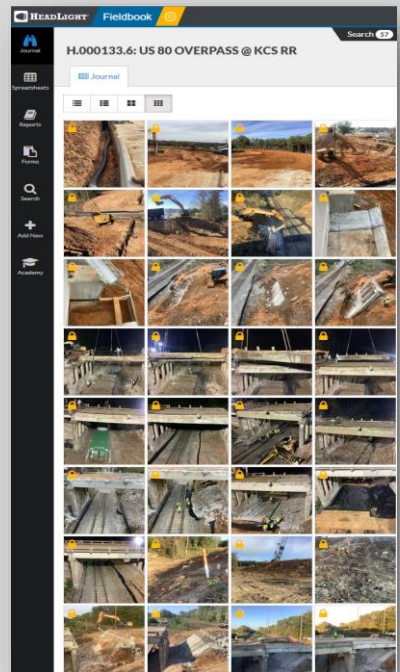 HEADLIGHT Fieldbook
Search 57
Journal
H.000133.6: US 80 OVERPASS @ KCS RR
Journal
Spreadsheets
Reports
Forms
Search
Add New
Academy